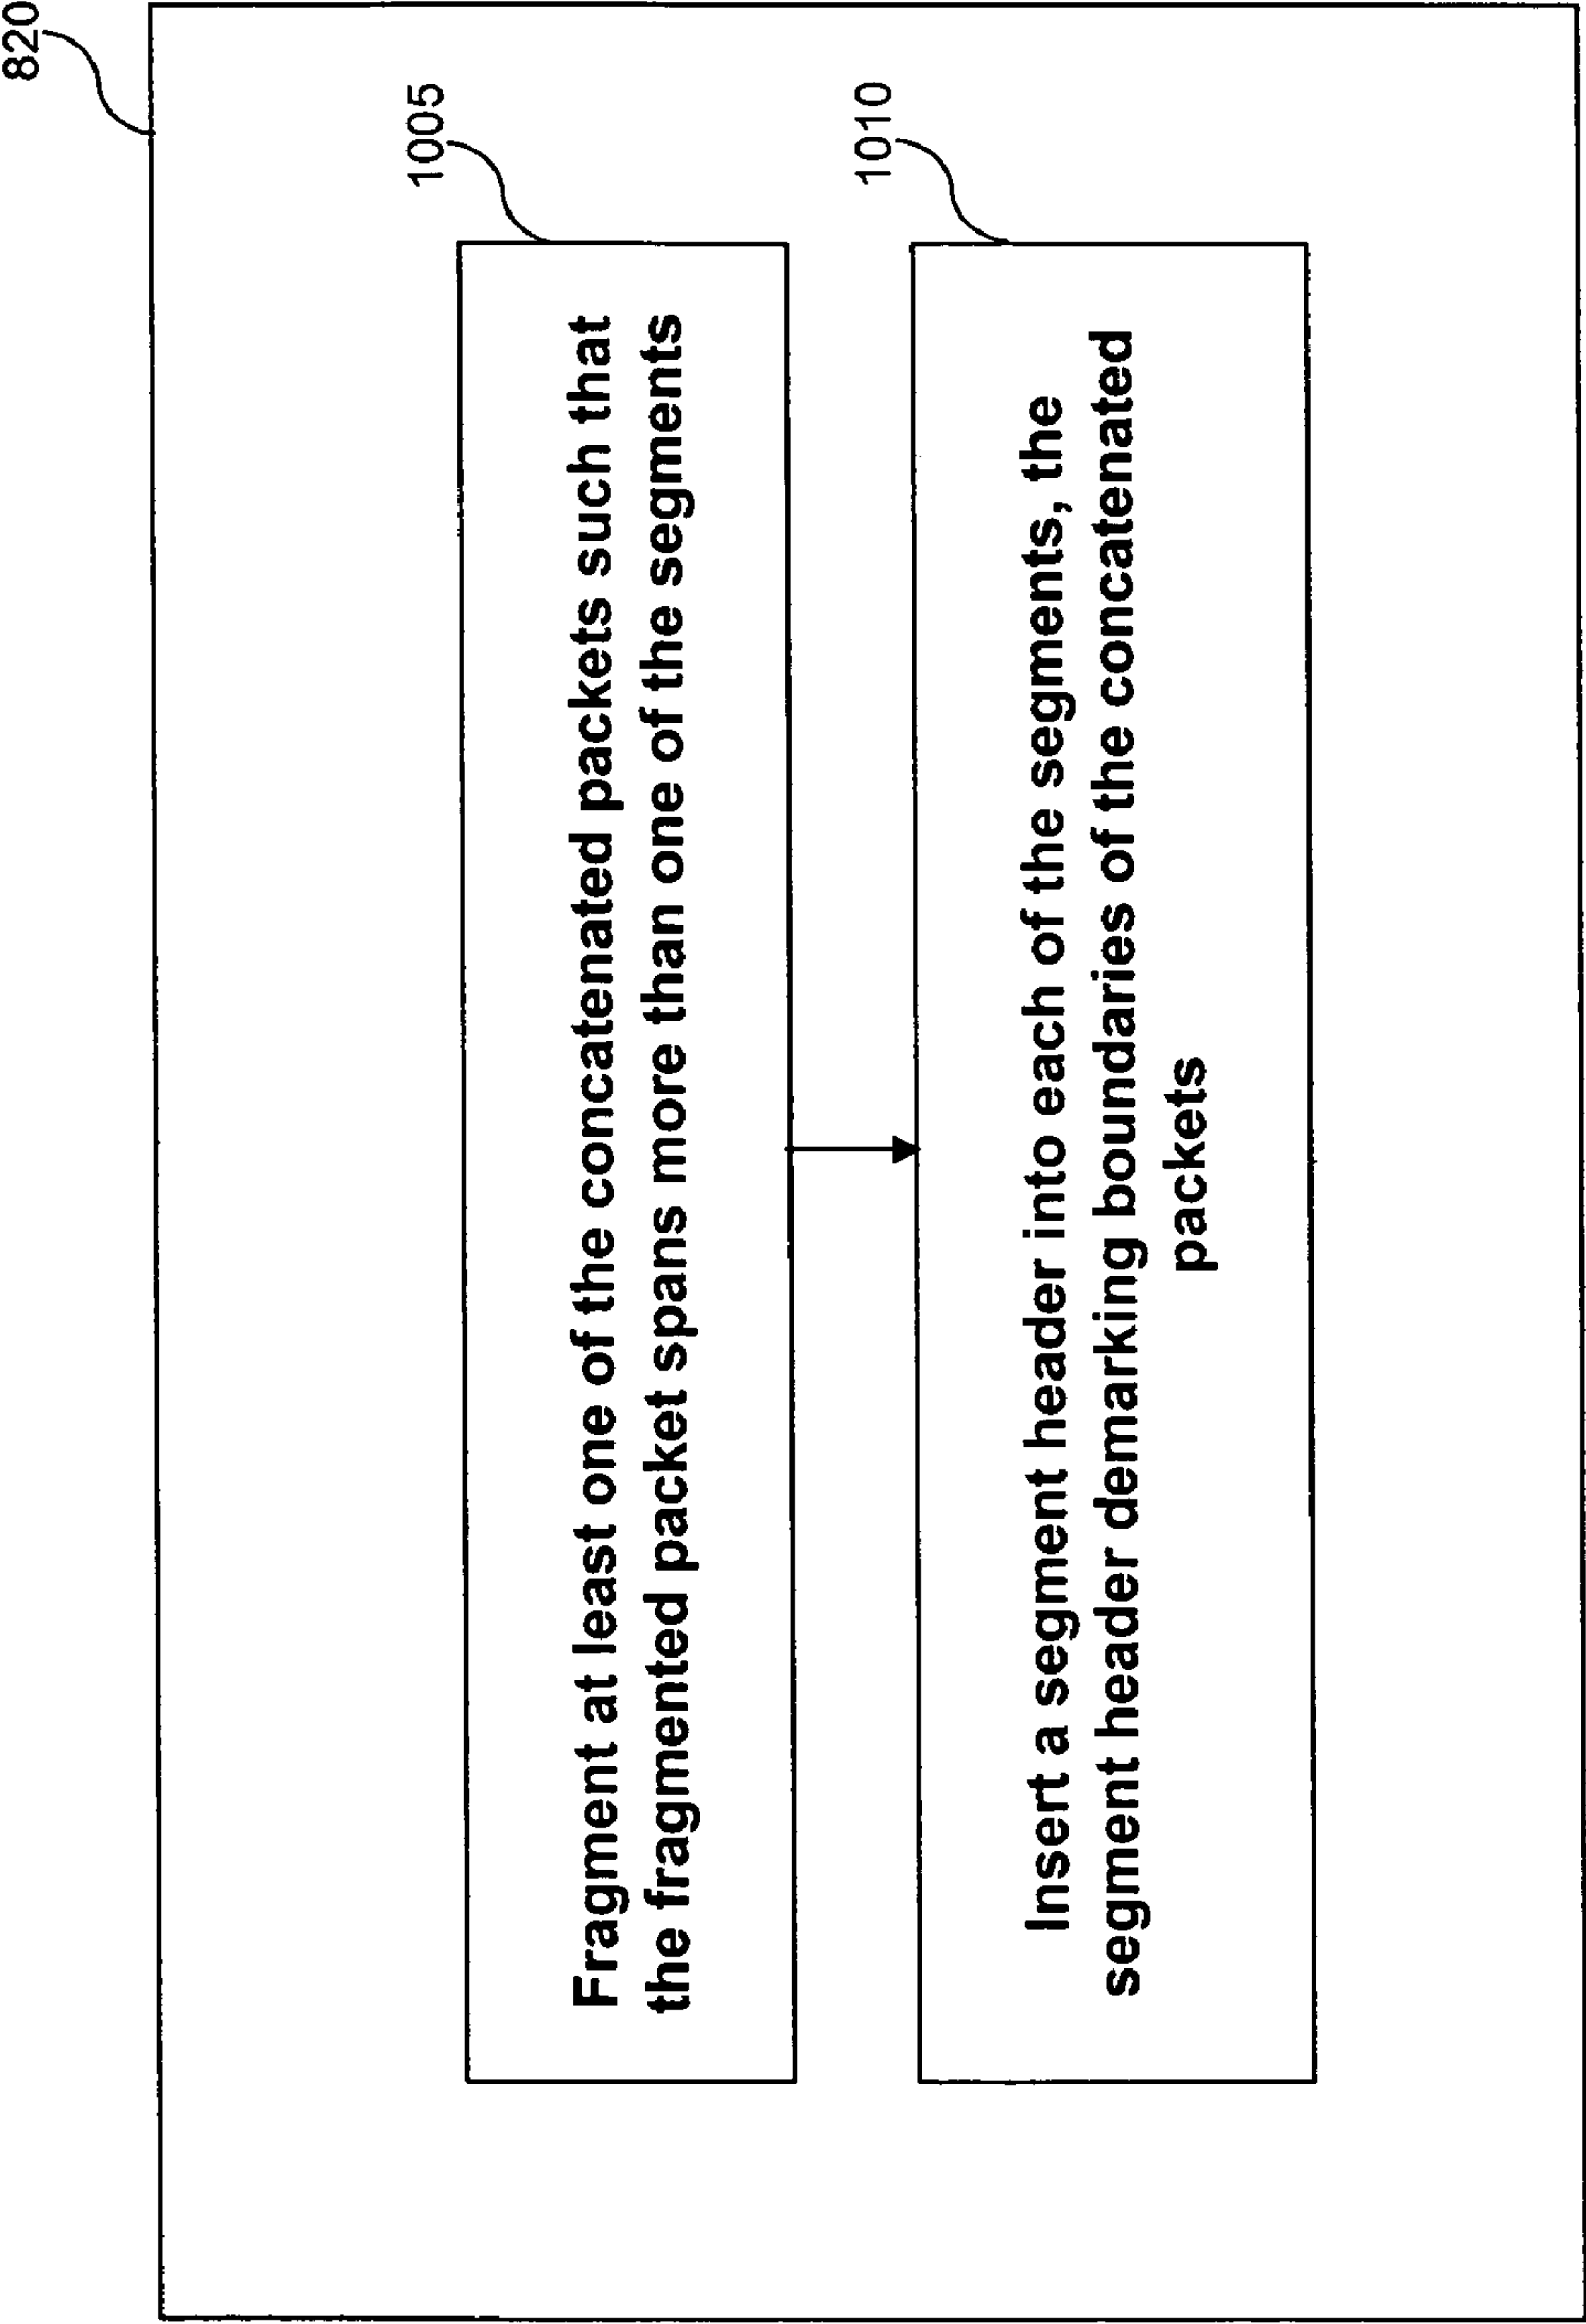 820
1005
Fragment at least one of the concatenated packets such that
the fragmented packet spans more than one of the segments
1010
Insert a segment header into each of the segments, the
segment header demarking boundaries of the concatenated
packets